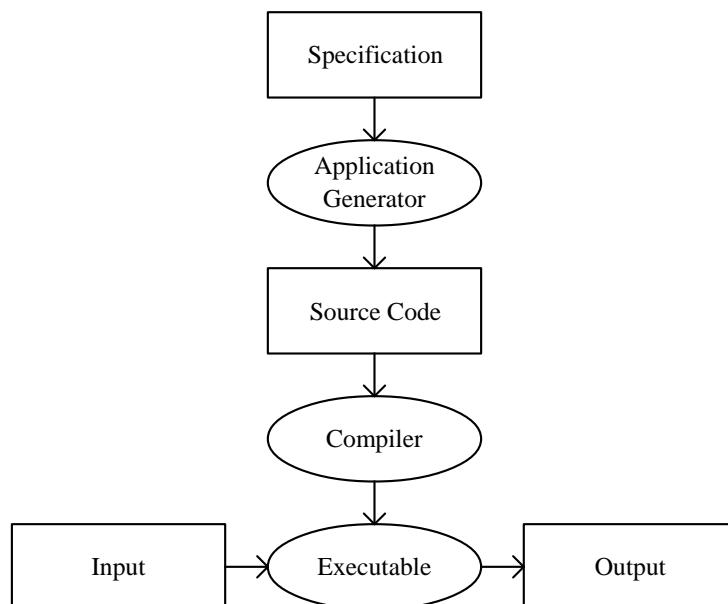 Specification
Application
Generator
Source Code
Compiler
Input
Executable
Output